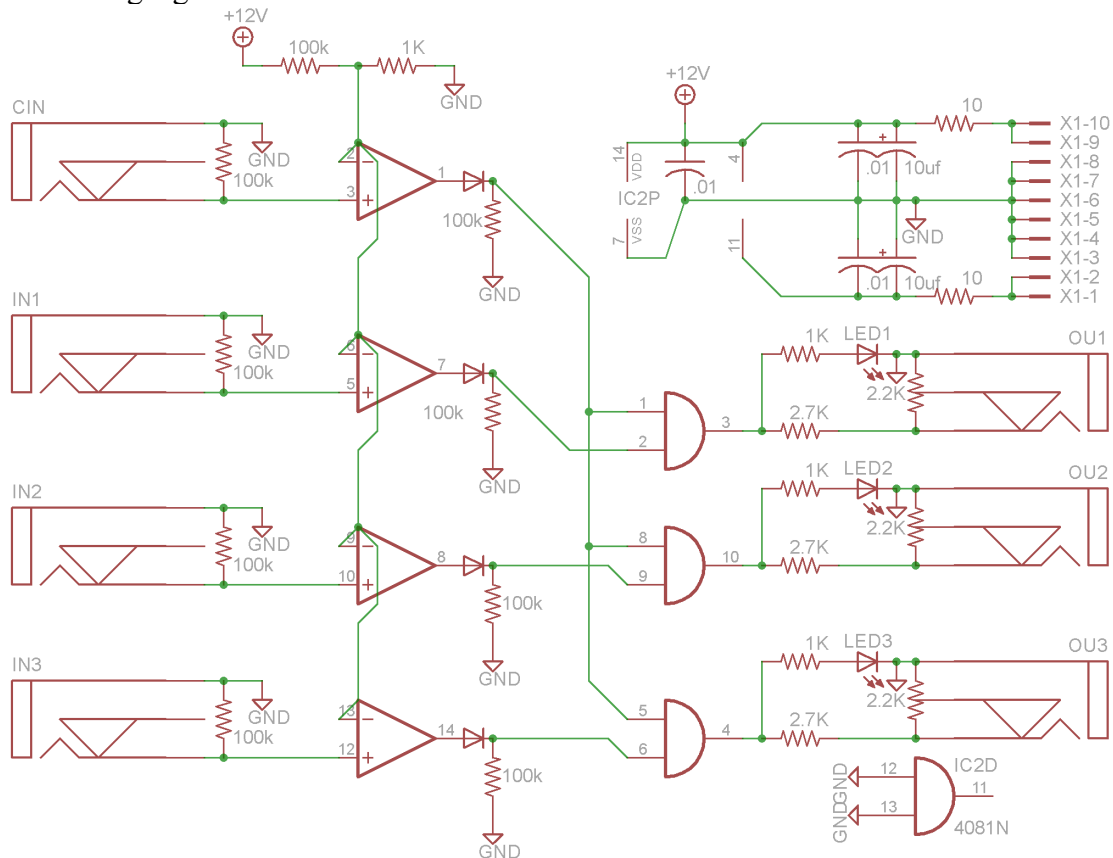 +12V
100k
1K
GND
CIN
GND
100k
2
3
1
100k
GND
IN1
GND
100k
6
5
7
100k
GND
IN2
GND
100k
9
10
8
100k
GND
IN3
GND
100k
13
12
14
100k
GND
+12V
14
VDD
IC2P
7
VSS
.01
4
11
.01
10uf
GND
.01
10uf
10
10
X1-10
X1-9
X1-8
X1-7
X1-6
X1-5
X1-4
X1-3
X1-2
X1-1
1
2
3
1K
LED1
2.2K
2.7K
OU1
8
9
10
1K
LED2
2.2K
2.7K
OU2
5
6
4
1K
LED3
2.2K
2.7K
OU3
GND
12
GND
13
11
IC2D
4081N